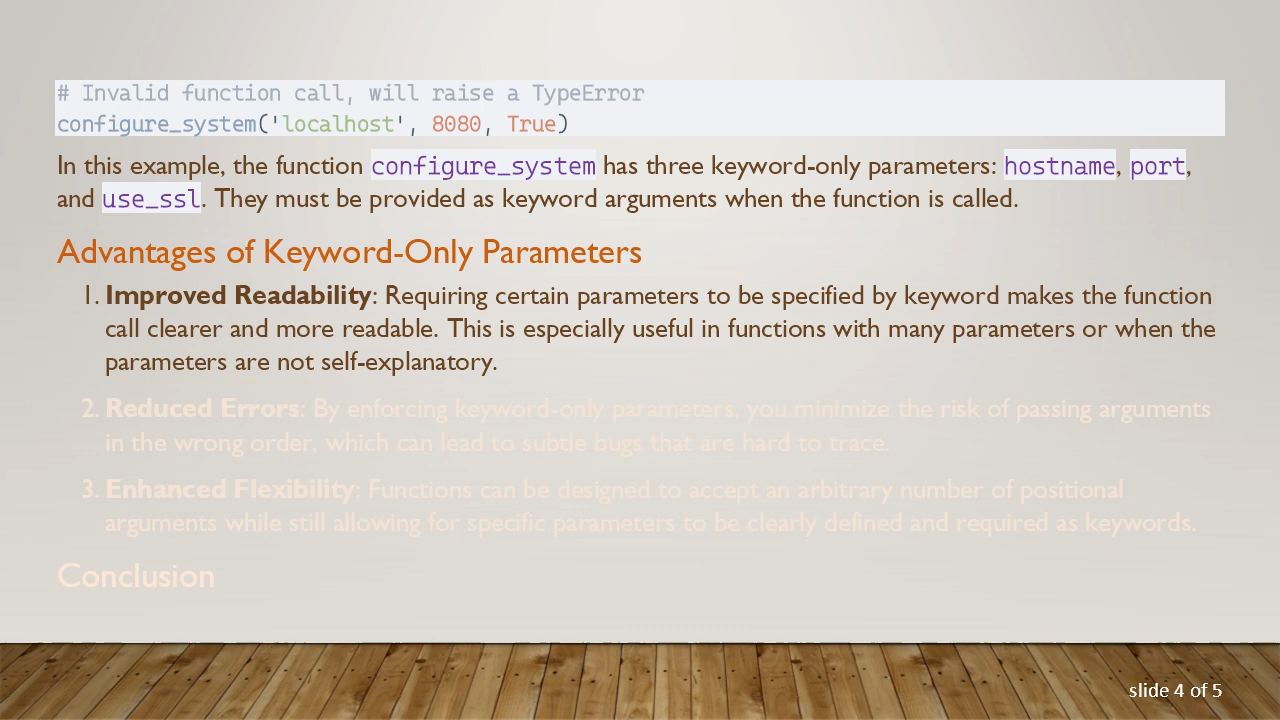 # Invalid function call, will raise a TypeError
configure_system('localhost', 8080, True)
In this example, the function configure_system has three keyword-only parameters: hostname, port,
and use_ssl. They must be provided as keyword arguments when the function is called.
Advantages of Keyword-Only Parameters
1. Improved Readability: Requiring certain parameters to be specified by keyword makes the function
call clearer and more readable. This is especially useful in functions with many parameters or when the
parameters are not self-explanatory.
2. Reduced Errors: By enforcing keyword-only parameters, you minimize the risk of passing arguments
in the wrong order, which can lead to subtle bugs that are hard to trace.
3. Enhanced Flexibility: Functions can be designed to accept an arbitrary number of positional
arguments while still allowing for specific parameters to be clearly defined and required as keywords.
Conclusion
slide 4 of 5